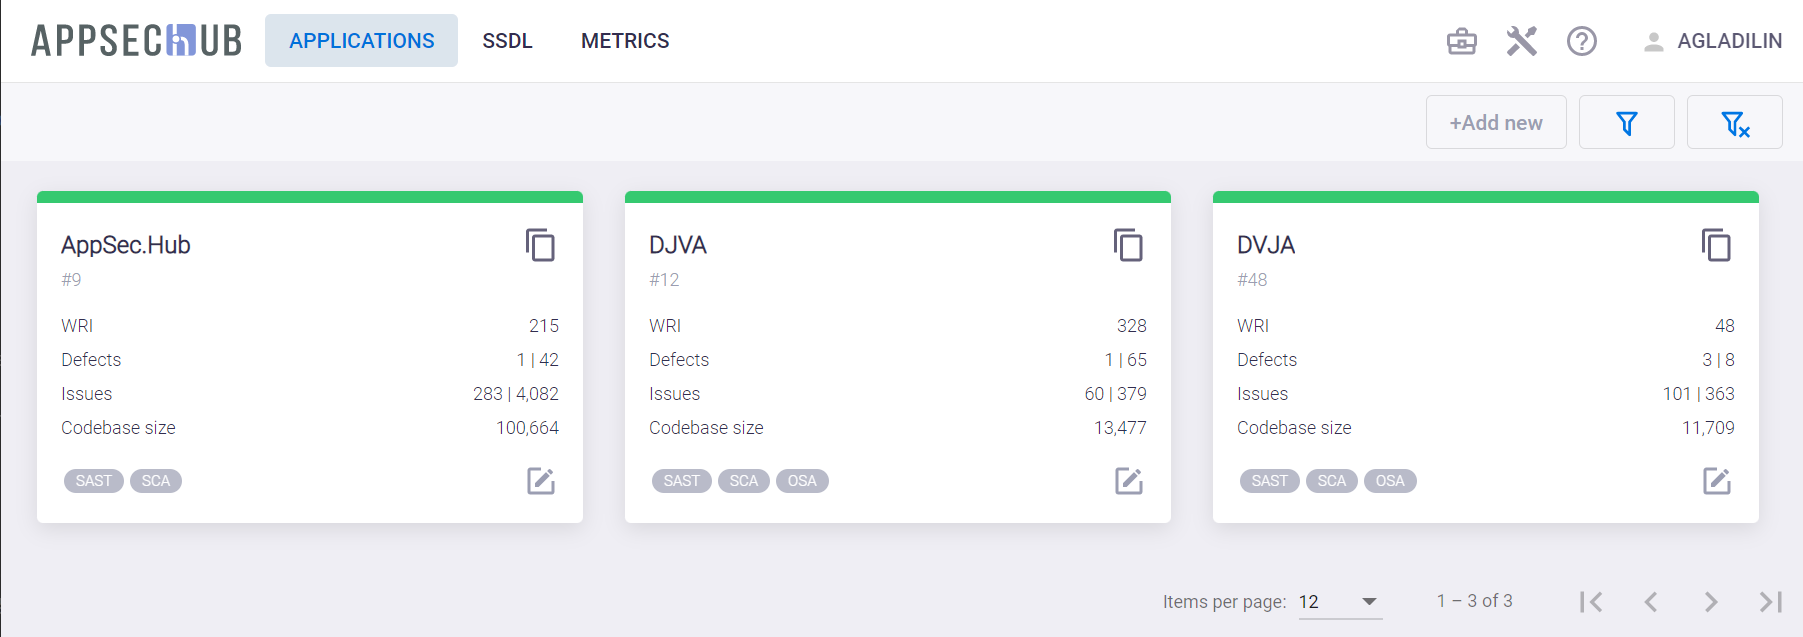 APPSECHUB APPLICATIONS SSDL METRICS AGLADILIN
+Add new
AppSec.Hub
#9
WRI 215
Defects 1 | 42
Issues 283 | 4,082
Codebase size 100,664
SAST SCA
DJVA
#12
WRI 328
Defects 1 | 65
Issues 60 | 379
Codebase size 13,477
SAST SCA OSA
DVJA
#48
WRI 48
Defects 3 | 8
Issues 101 | 363
Codebase size 11,709
SAST SCA OSA
Items per page: 12 1 – 3 of 3